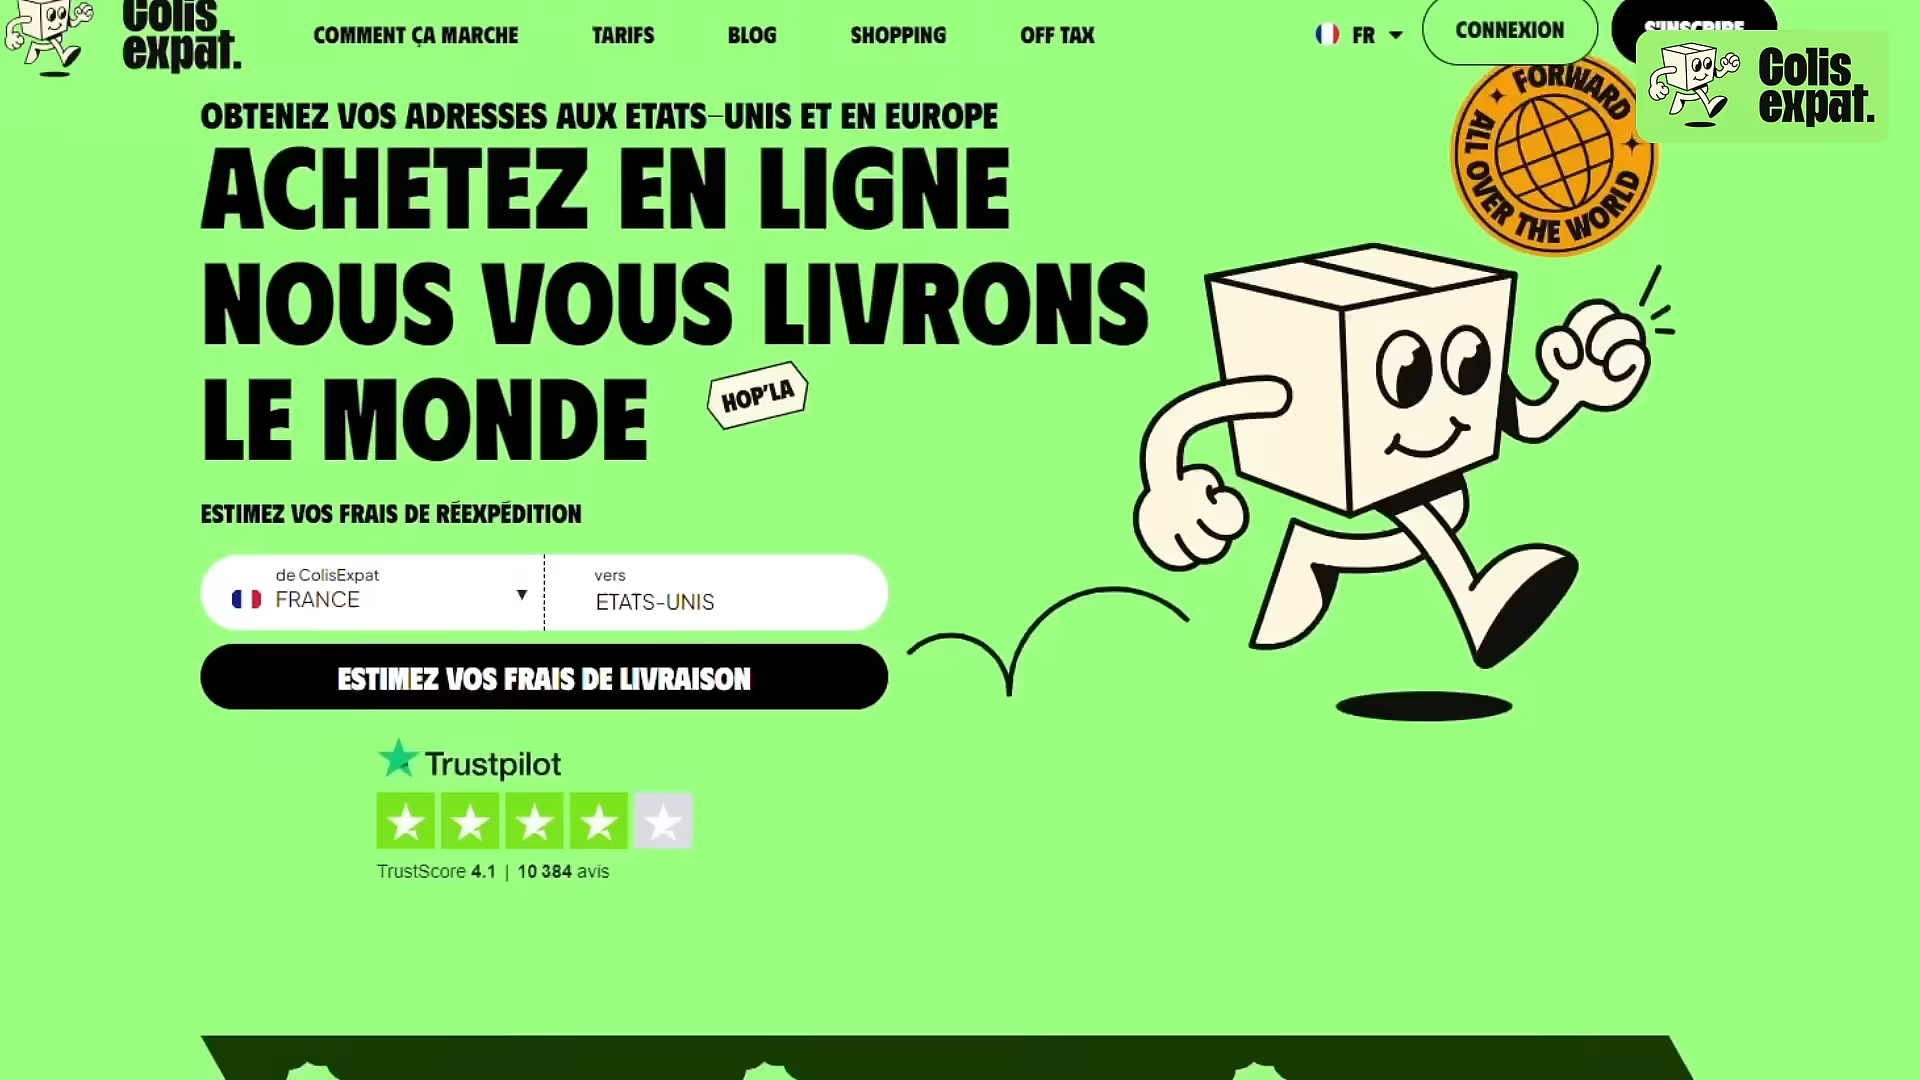 Colis
expat.
COMMENT ÇA MARCHE
TARIFS
BLOG
SHOPPING
OFF TAX
FR
CONNEXION
S'INSCRIRE
Colis
expat.
FORWARD
ALL OVER THE WORLD
OBTENEZ VOS ADRESSES AUX ETATS-UNIS ET EN EUROPE
ACHETEZ EN LIGNE
NOUS VOUS LIVRONS
LE MONDE
HOP'LA
ESTIMEZ VOS FRAIS DE RÉEXPÉDITION
de ColisExpat
FRANCE
vers
ETATS-UNIS
ESTIMEZ VOS FRAIS DE LIVRAISON
Trustpilot
TrustScore 4.1 | 10 384 avis